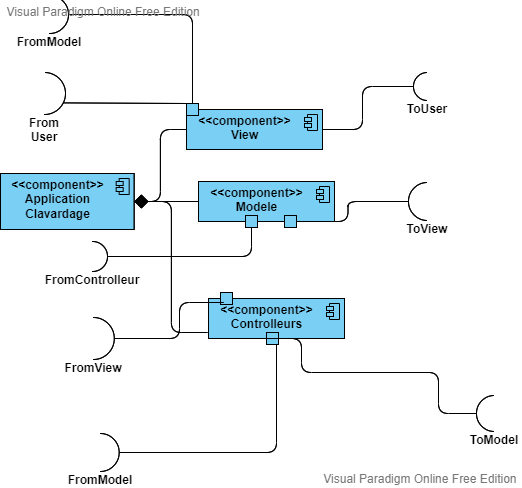 Visual Paradigm Online Free Edition
FromModel
From
User
<<component>>
View
ToUser
<<component>>
Application
Clavardage
<<component>>
Modele
ToView
FromControlleur
<<component>>
Controlleurs
FromView
ToModel
FromModel
Visual Paradigm Online Free Edition